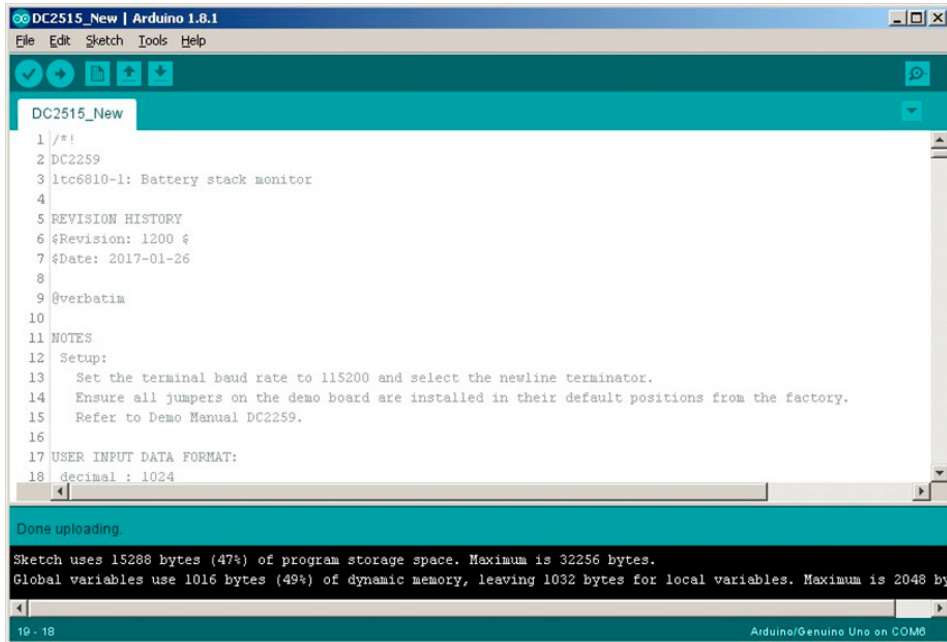 DC2515_New | Arduino 1.8.1
File Edit Sketch Tools Help
DC2515_New
1 /*!
2 DC2259
3 ltc6810-1: Battery stack monitor
4
5 REVISION HISTORY
6 $Revision: 1200 $
7 $Date: 2017-01-26
8
9 @verbatim
10
11 NOTES
12 Setup:
13 Set the terminal baud rate to 115200 and select the newline terminator.
14 Ensure all jumpers on the demo board are installed in their default positions from the factory.
15 Refer to Demo Manual DC2259.
16
17 USER INPUT DATA FORMAT:
18 decimal : 1024
Done uploading.
Sketch uses 15288 bytes (47%) of program storage space. Maximum is 32256 bytes.
Global variables use 1016 bytes (49%) of dynamic memory, leaving 1032 bytes for local variables. Maximum is 2048 by
19 - 18 Arduino/Genuino Uno on COM6